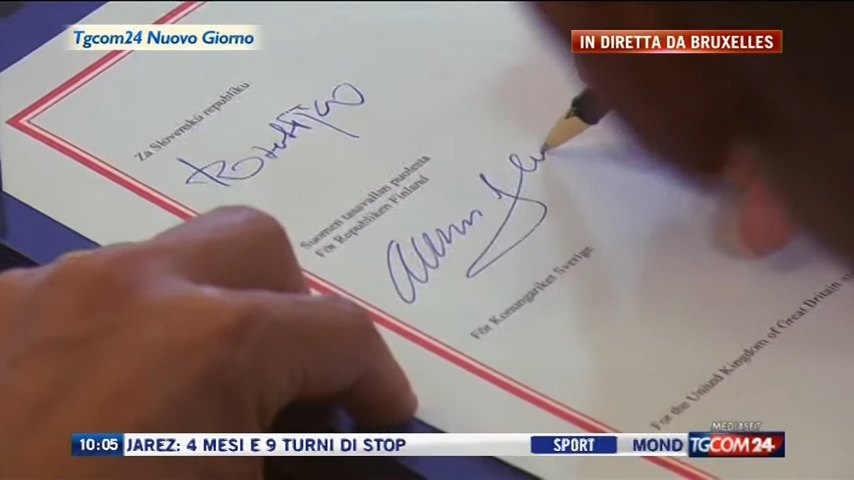 Tgcom24 Nuovo Giorno
IN DIRETTA DA BRUXELLES
Za Slovenskú republiku
Suomen tasavallan puolesta
För Republiken Finland
För Konungariket Sverige
For the United Kingdom of Great Britain
MEDIASET
10:05 JAREZ: 4 MESI E 9 TURNI DI STOP SPORT MOND TGCOM24